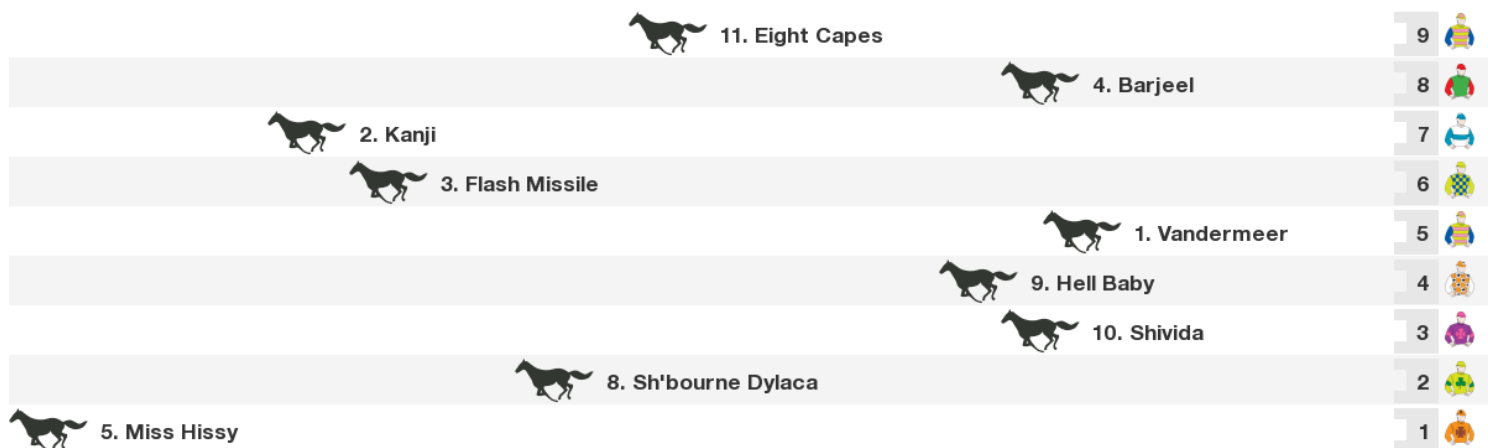 11. Eight Capes 9
4. Barjeel 8
2. Kanji 7
3. Flash Missile 6
1. Vandermeer 5
9. Hell Baby 4
10. Shivida 3
8. Sh'bourne Dylaca 2
5. Miss Hissy 1